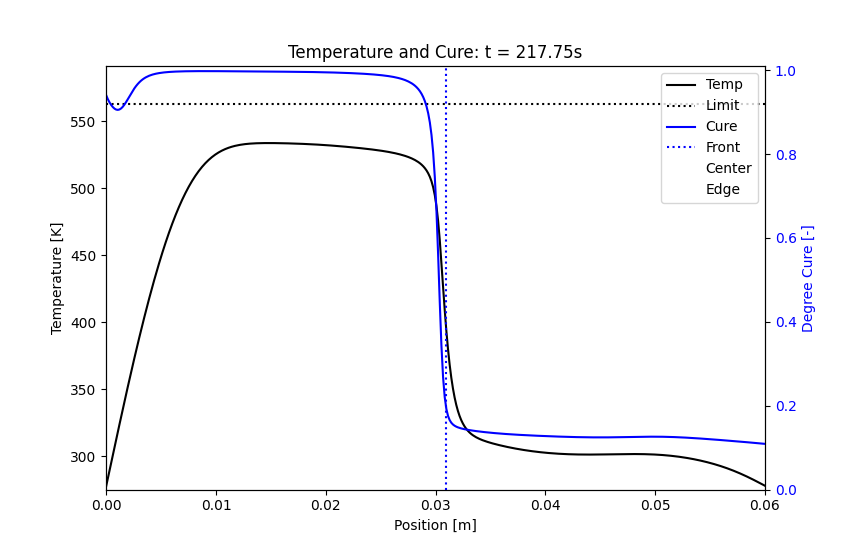 Temperature and Cure: t = 217.75s
Temp
Limit
Cure
Front
Center
Edge
550
500
450
400
350
300
Temperature [K]
1.0
0.8
0.6
0.4
0.2
0.0
Degree Cure [-]
0.00 0.01 0.02 0.03 0.04 0.05 0.06
Position [m]